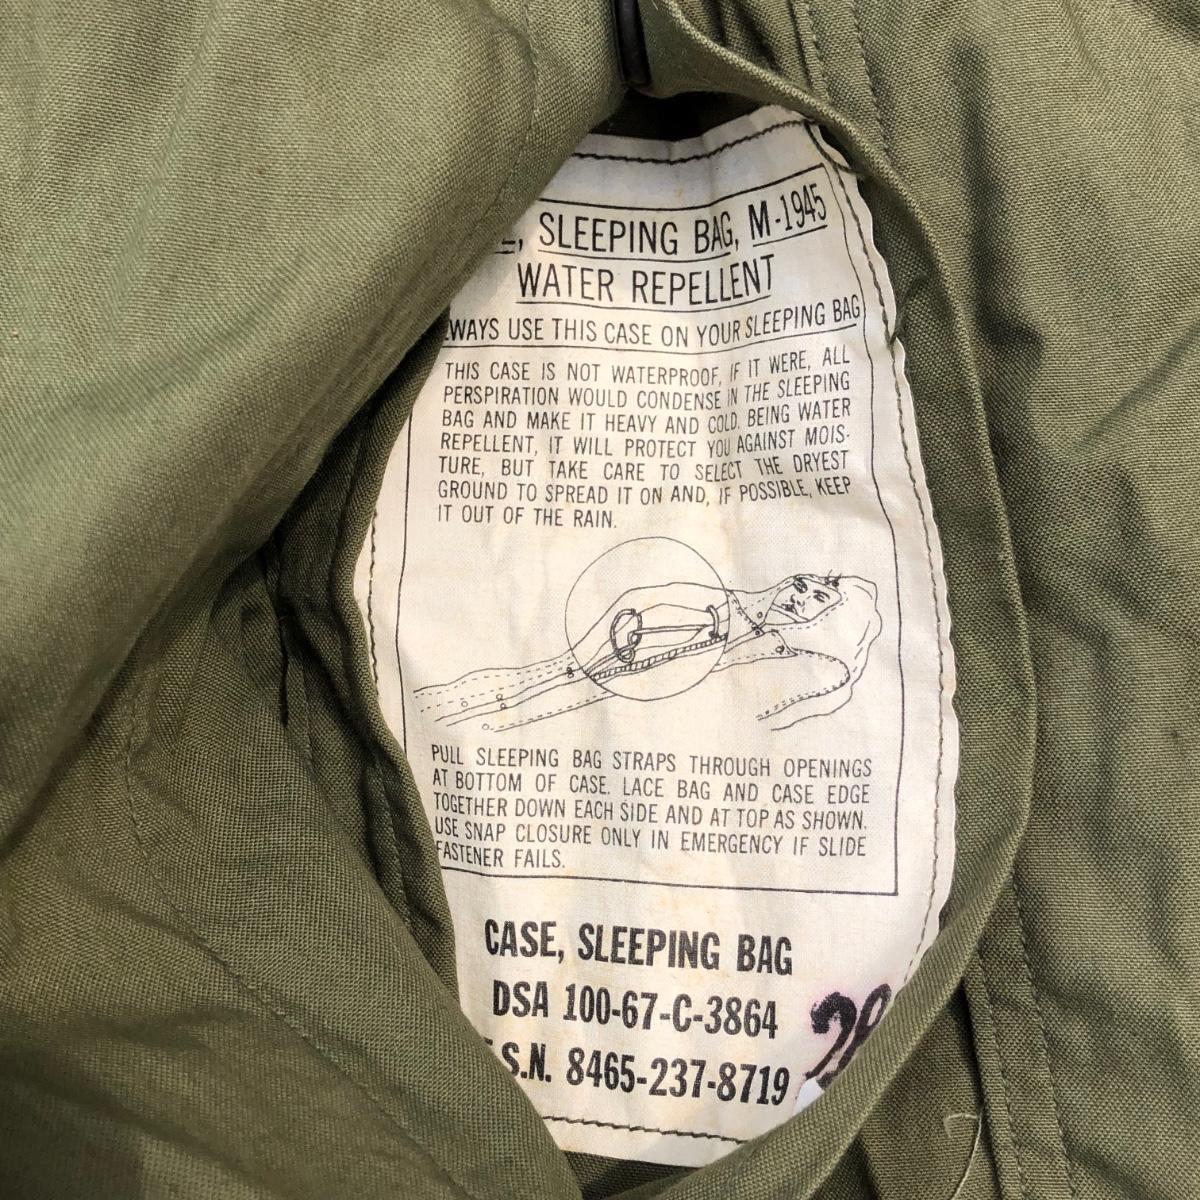 SLEEPING BAG, M-1945
WATER REPELLENT
USE THIS CASE ON YOUR SLEEPING BAG
THIS CASE IS NOT WATERPROOF, IF IT WERE, ALL
PERSPIRATION WOULD CONDENSE IN THE SLEEPING
BAG AND MAKE IT HEAVY AND COLD. BEING WATER
REPELLENT, IT WILL PROTECT YOU AGAINST MOIS-
TURE, BUT TAKE CARE TO SELECT THE DRYEST
GROUND TO SPREAD IT ON AND, IF POSSIBLE, KEEP
IT OUT OF THE RAIN.
PULL SLEEPING BAG STRAPS THROUGH OPENINGS
AT BOTTOM OF CASE. LACE BAG AND CASE EDGE
TOGETHER DOWN EACH SIDE AND AT TOP AS SHOWN.
USE SNAP CLOSURE ONLY IN EMERGENCY IF SLIDE
FASTENER FAILS.
CASE, SLEEPING BAG
DSA 100-67-C-3864
S.N. 8465-237-8719